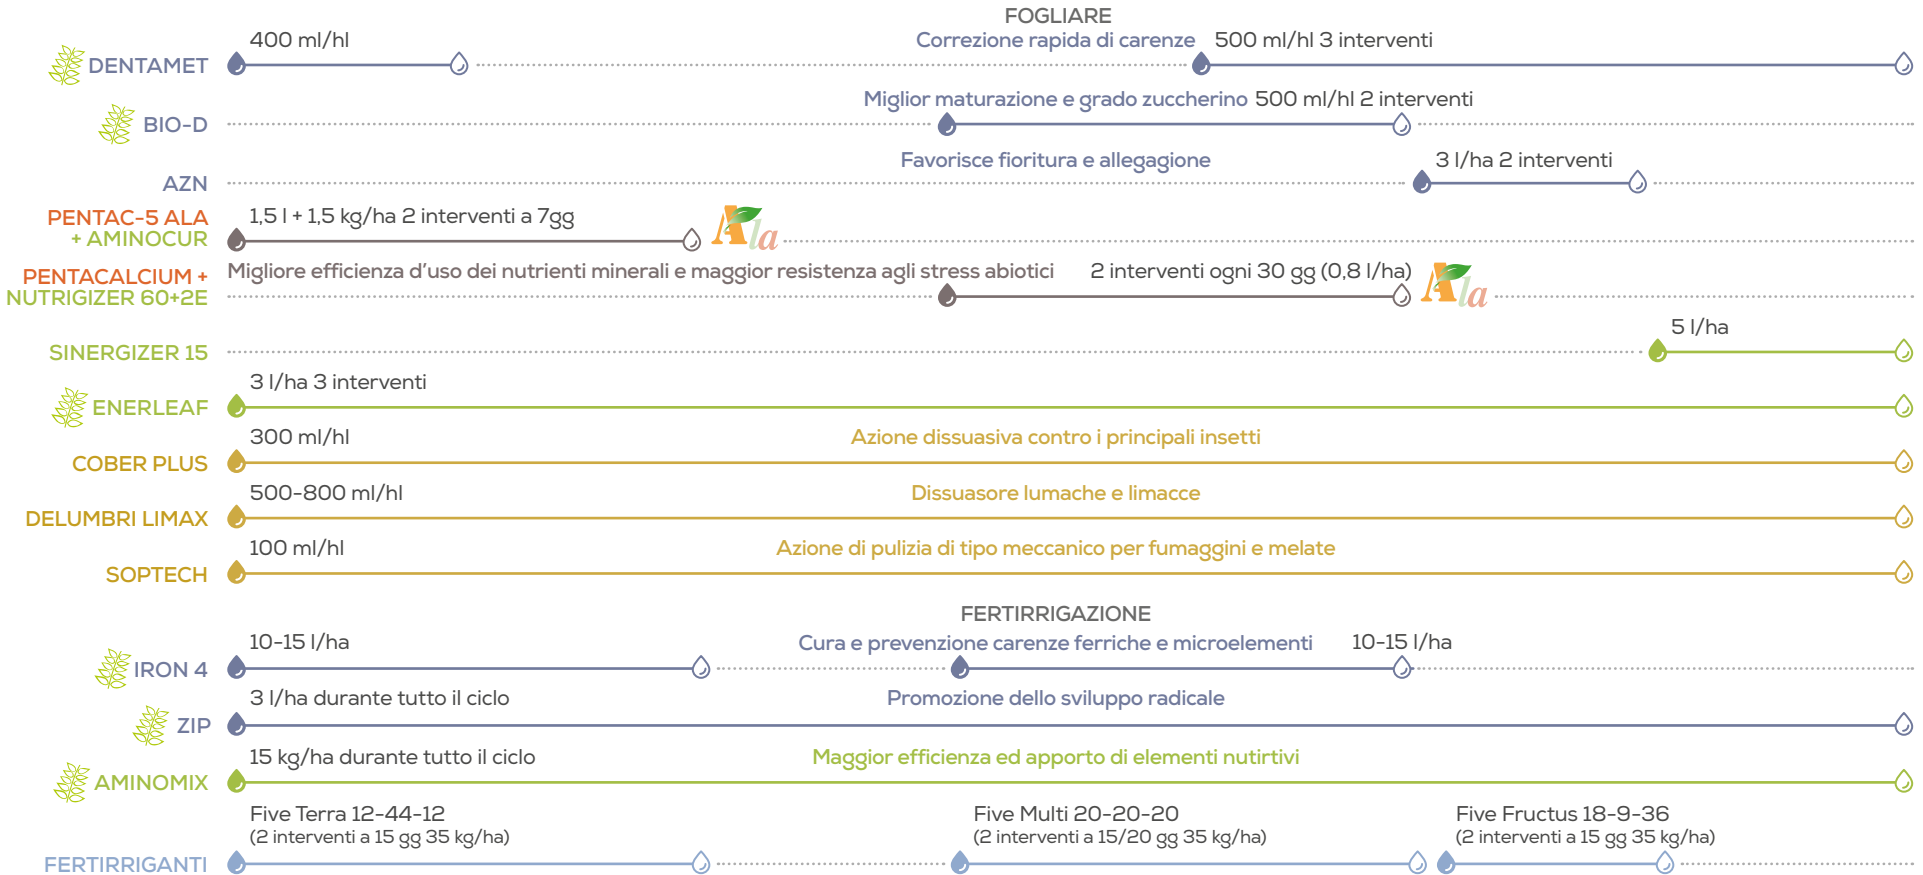 FOGLIARE
400 ml/hl
Correzione rapida di carenze 500 ml/hl 3 interventi
DENTAMET
Miglior maturazione e grado zuccherino 500 ml/hl 2 interventi
BIO-D
Favorisce fioritura e allegagione 3 l/ha 2 interventi
AZN
PENTAC-5 ALA
+ AMINOCUR
1,5 l + 1,5 kg/ha 2 interventi a 7gg
Ala
PENTACALCIUM +
NUTRIGIZER 60+2E
Migliore efficienza d'uso dei nutrienti minerali e maggior resistenza agli stress abiotici 2 interventi ogni 30 gg (0,8 l/ha)
Ala
5 l/ha
SINERGIZER 15
3 l/ha 3 interventi
ENERLEAF
300 ml/hl Azione dissuasiva contro i principali insetti
COBER PLUS
500-800 ml/hl Dissuasore lumache e limacce
DELUMBRI LIMAX
100 ml/hl Azione di pulizia di tipo meccanico per fumaggini e melate
SOPTECH
FERTIRRIGAZIONE
10-15 l/ha Cura e prevenzione carenze ferriche e microelementi 10-15 l/ha
IRON 4
3 l/ha durante tutto il ciclo Promozione dello sviluppo radicale
ZIP
15 kg/ha durante tutto il ciclo Maggior efficienza ed apporto di elementi nutirtivi
AMINOMIX
Five Terra 12-44-12
(2 interventi a 15 gg 35 kg/ha)
Five Multi 20-20-20
(2 interventi a 15/20 gg 35 kg/ha)
Five Fructus 18-9-36
(2 interventi a 15 gg 35 kg/ha)
FERTIRRIGANTI